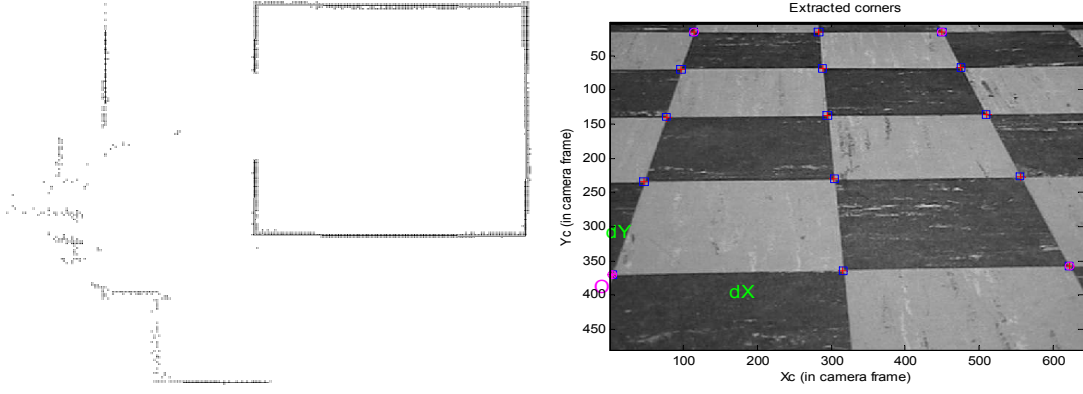 Extracted corners
50
100
150
200
250
300
350
400
450
Yc (in camera frame)
dY
O
dX
100 200 300 400 500 600
Xc (in camera frame)